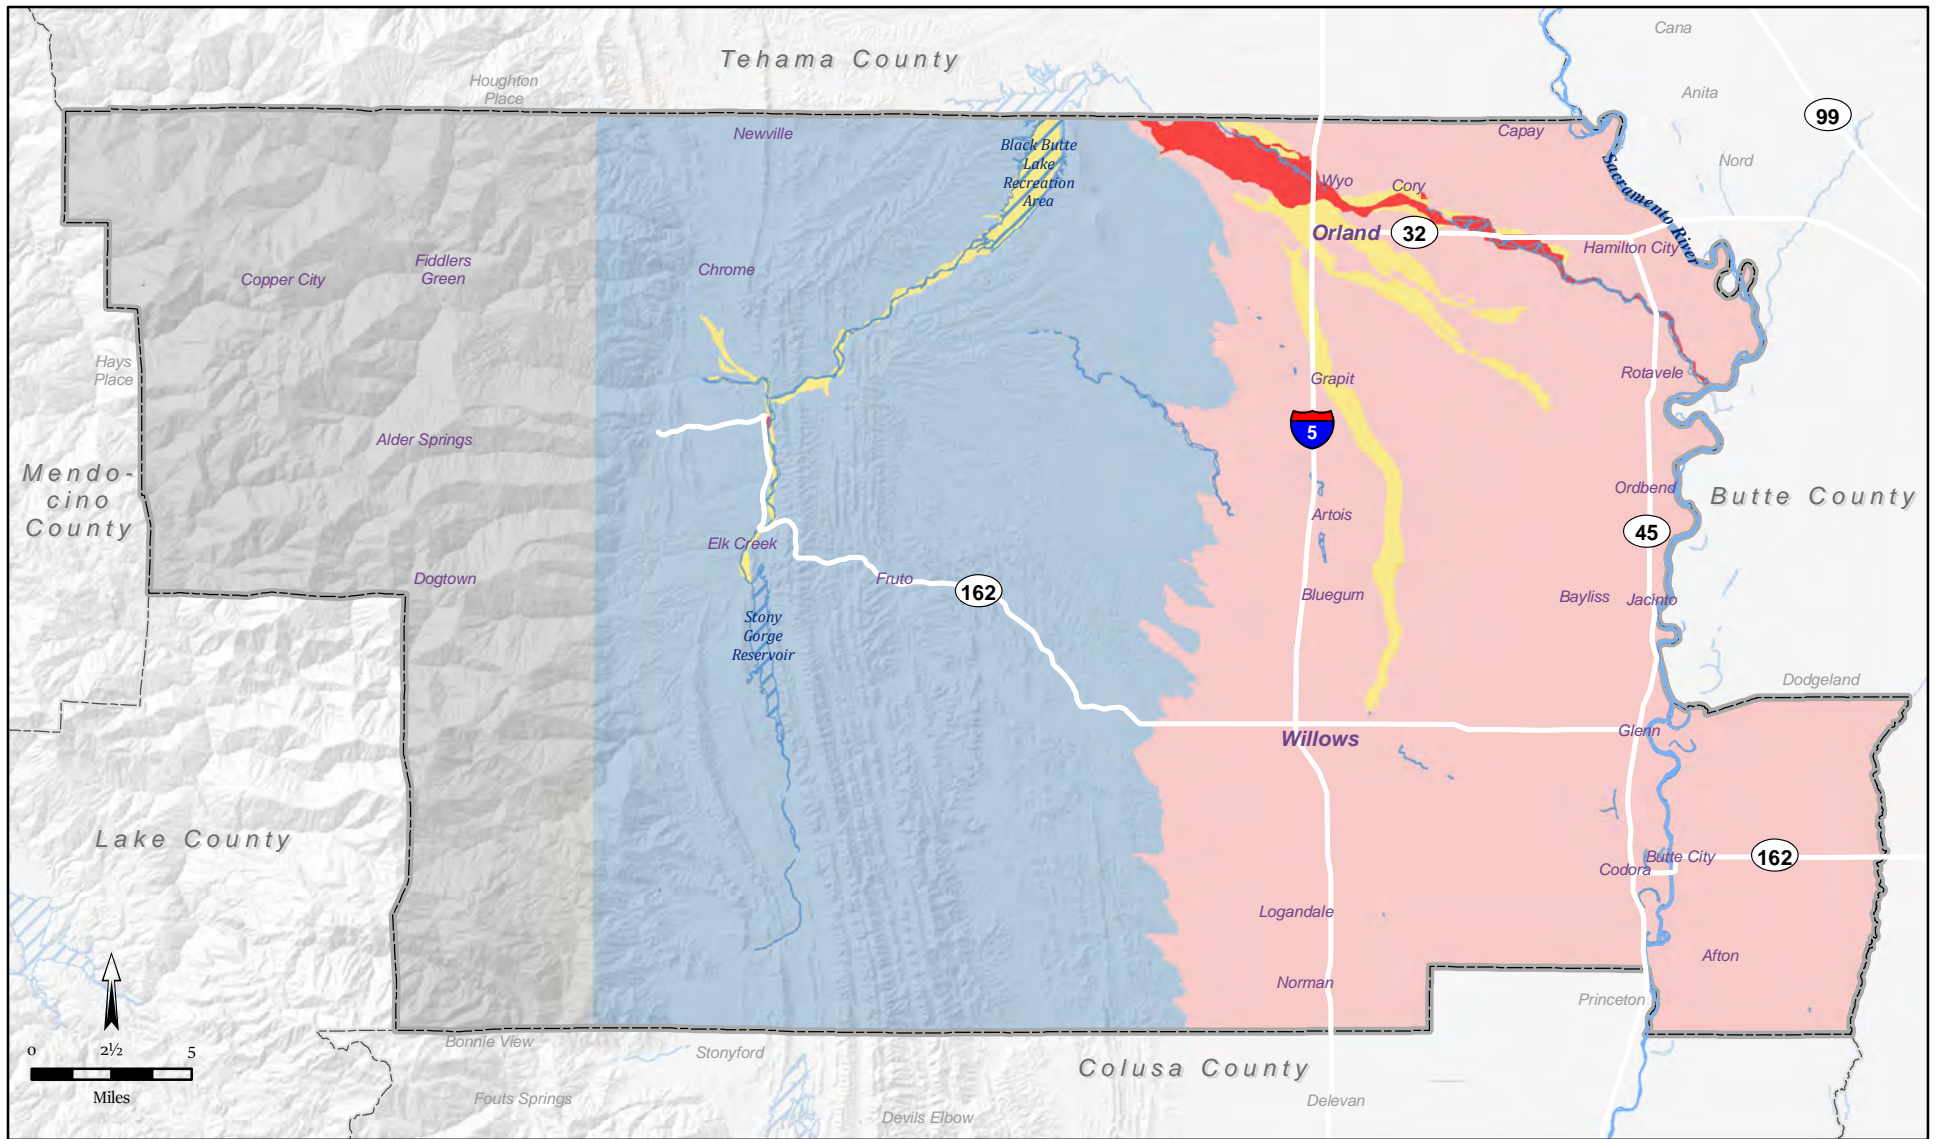 Cana
Tehama County
Houghton
Place
Anita
99
Newville
Capay
Black Butte
Lake
Recreation
Area
Nord
Sacramento River
Wyo
Cory
Orland
32
Hamilton City
Fiddlers
Green
Copper City
Chrome
Hays
Place
Grapit
Rotavele
5
Alder Springs
Mendo-
cino
County
Ordbend
Butte County
Artois
45
Elk Creek
Dogtown
Fruto
162
Bluegum
Bayliss
Jacinto
Stony
Gorge
Reservoir
Dodgeland
Glenn
Willows
Lake County
Butte City
162
Codora
Logandale
Afton
Norman
Princeton
Bonnie View
Stonyford
Colusa County
0 2½ 5
Miles
Fouts Springs
Devils Elbow
Delevan